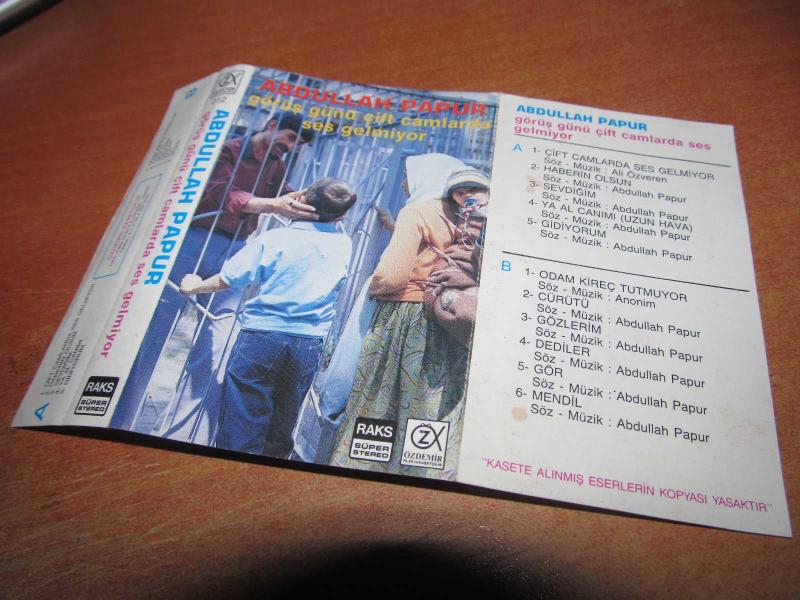 ABDULLAH PAPUR
görüş günü çift camlarda ses gelmiyor
RAKS
SÜPER
STEREO
A
B
012
ABDULLAH PAPUR
görüş günü çift camlarda
ses gelmiyor
RAKS
SÜPER
STEREO
ÖZDEMİR
PLAK VE KASETÇİLİK
ABDULLAH PAPUR
görüş günü çift camlarda ses
gelmiyor
A
1- ÇİFT CAMLARDA SES GELMİYOR
Söz - Müzik : Ali Özveren
2- HABERİN OLSUN
Söz - Müzik : Abdullah Papur
3- SEVDİĞİM
Söz - Müzik : Abdullah Papur
4- YA AL CANIMI (UZUN HAVA)
Söz - Müzik : Abdullah Papur
5- GİDİYORUM
Söz - Müzik : Abdullah Papur
B
1- ODAM KİREÇ TUTMUYOR
Söz - Müzik : Anonim
2- CÜRÜTÜ
Söz - Müzik : Abdullah Papur
3- GÖZLERİM
Söz - Müzik : Abdullah Papur
4- DEDİLER
Söz - Müzik : Abdullah Papur
5- GÖR
Söz - Müzik : Abdullah Papur
6- MENDİL
Söz - Müzik : Abdullah Papur
"KASETE ALINMIŞ ESERLERİN KOPYASI YASAKTIR"